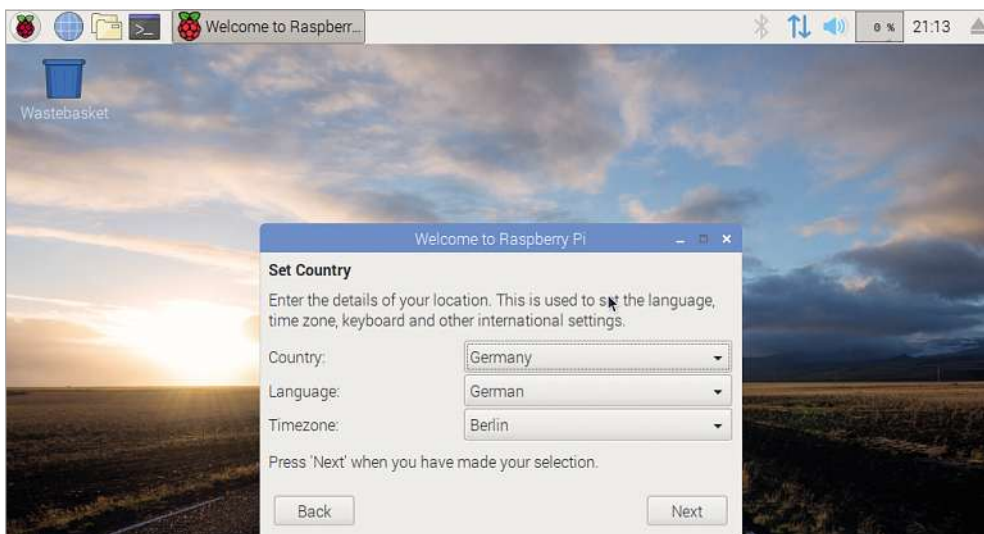 Welcome to Raspberr...
0 %
21:13
Wastebasket
Welcome to Raspberry Pi
Set Country
Enter the details of your location. This is used to set the language,
time zone, keyboard and other international settings.
Country:
Germany
Language:
German
Timezone:
Berlin
Press 'Next' when you have made your selection.
Back
Next